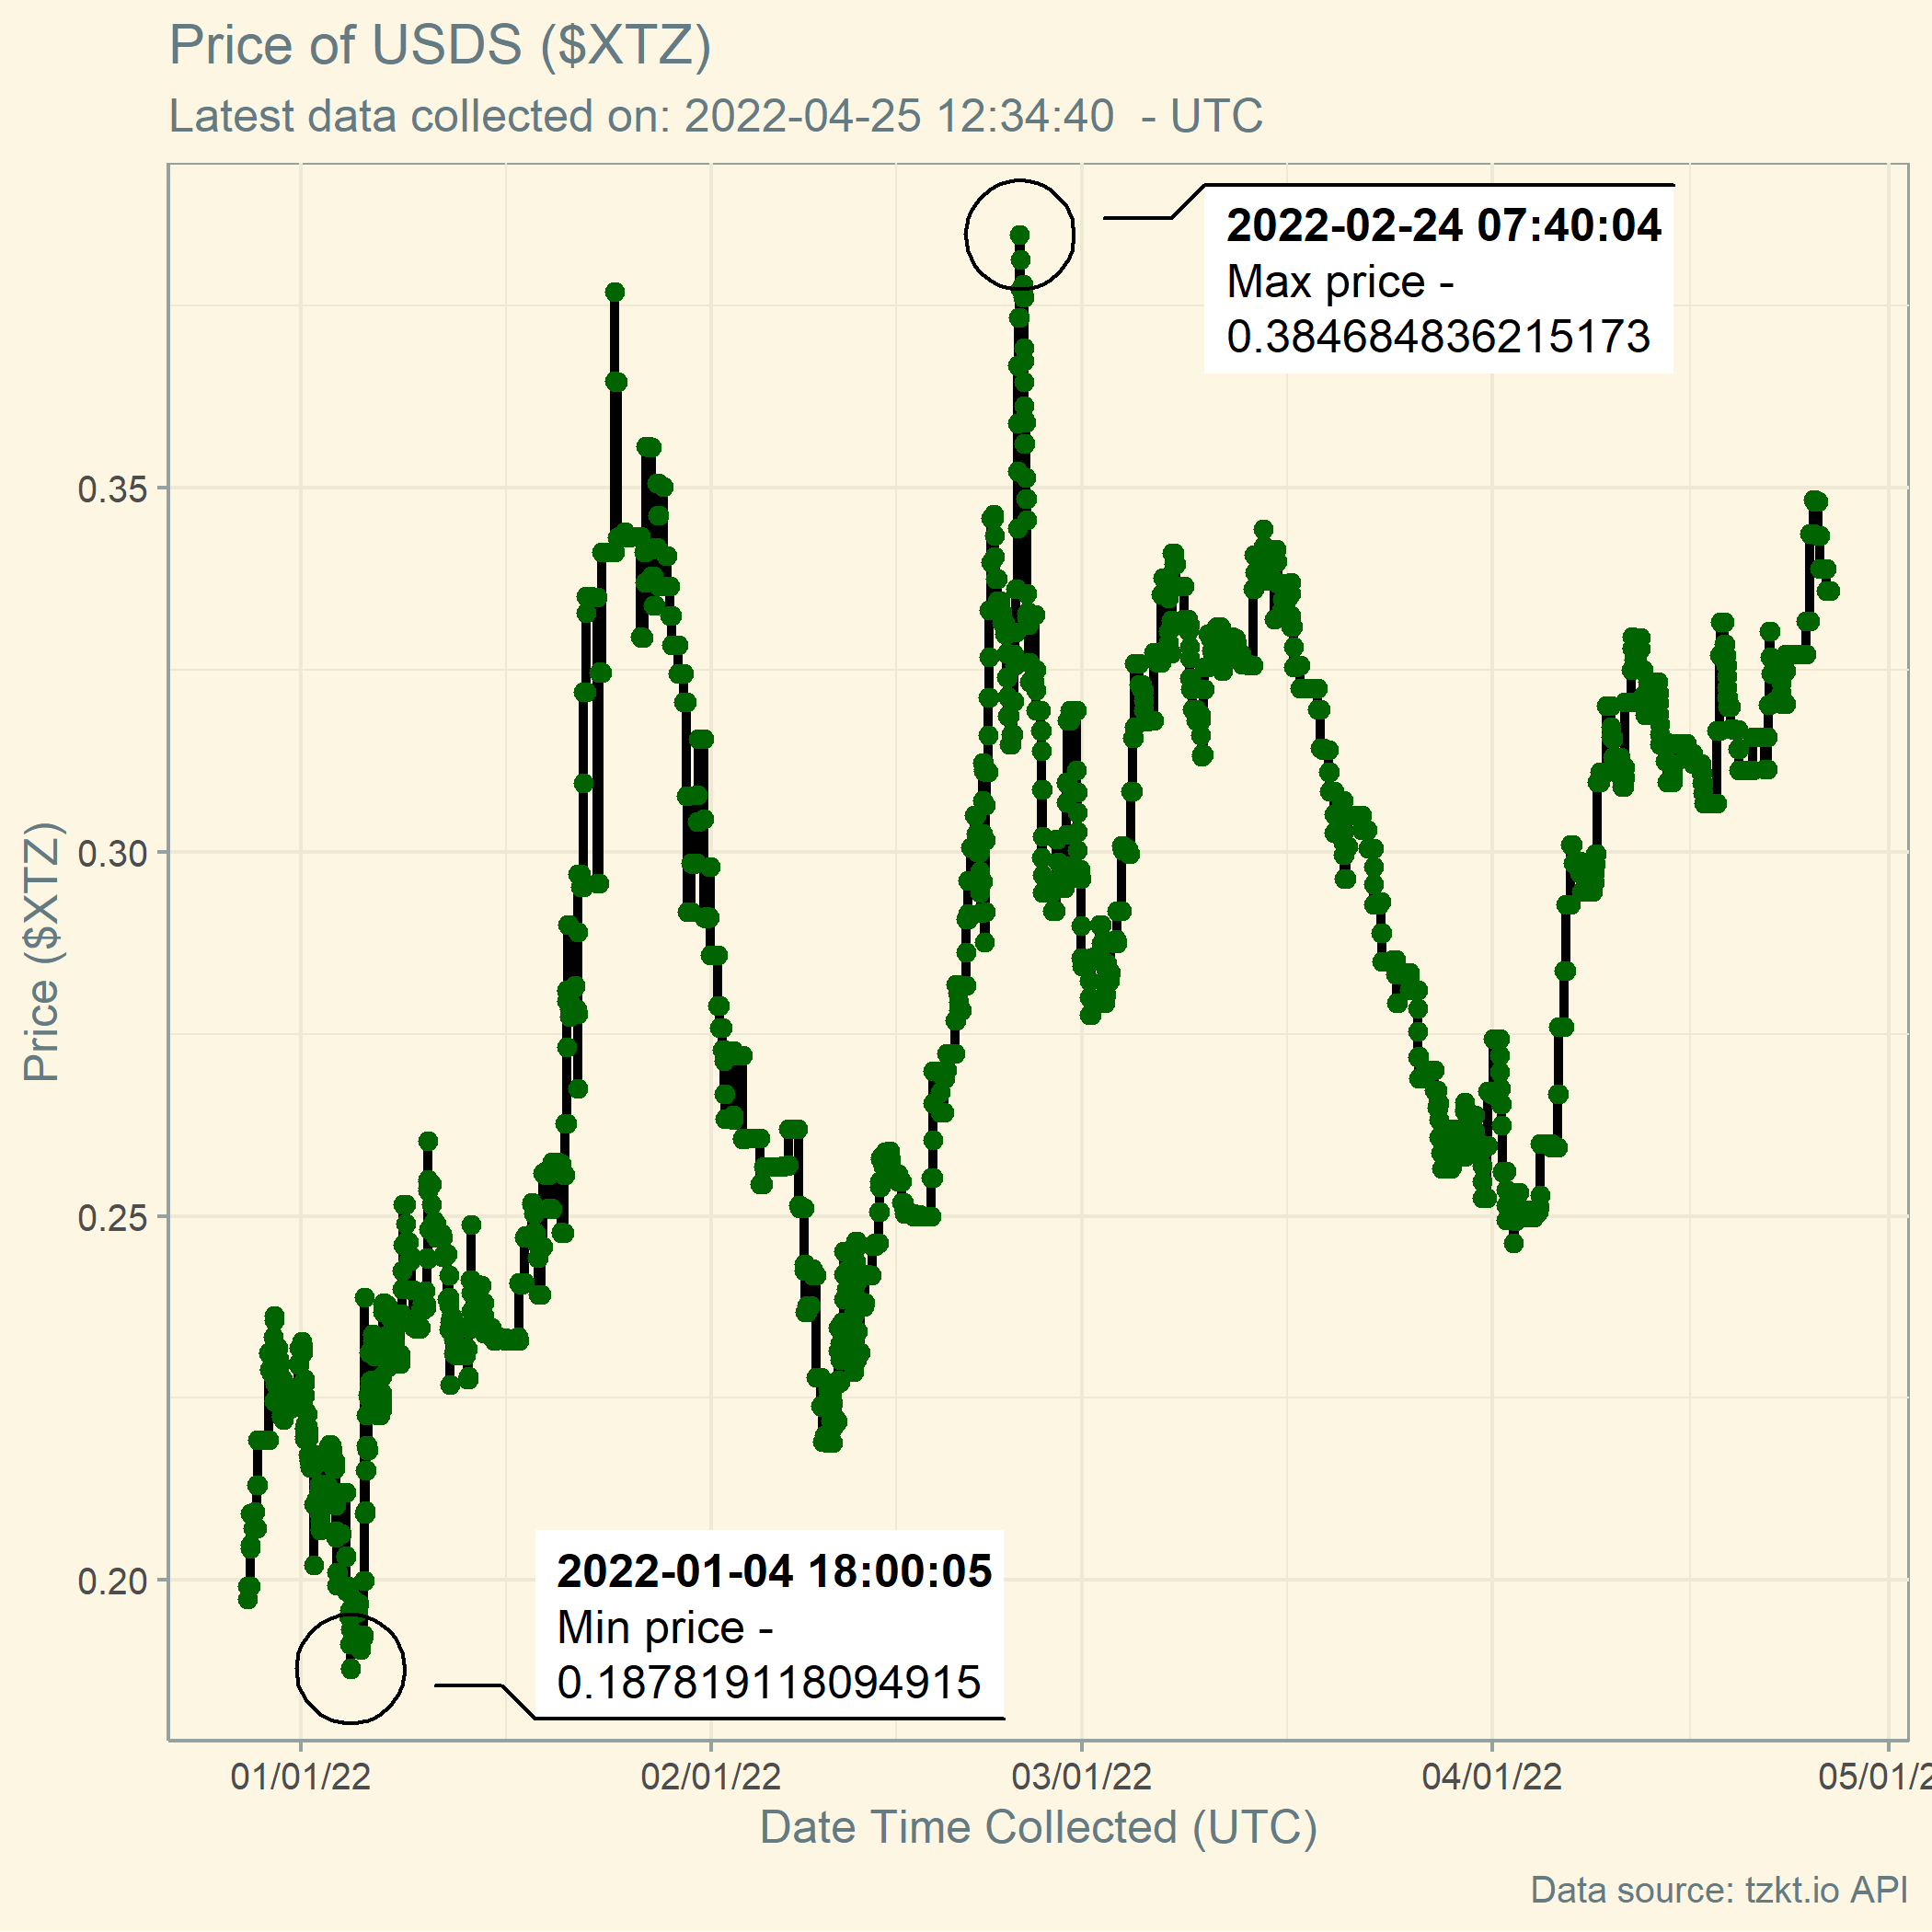 Price of USDS ($XTZ)
Latest data collected on: 2022-04-25 12:34:40  - UTC
2022-02-24 07:40:04
Max price -
0.384684836215173
0.35
0.30
0.25
0.20
Price ($XTZ)
2022-01-04 18:00:05
Min price -
0.187819118094915
01/01/22 02/01/22 03/01/22 04/01/22 05/01/2
Date Time Collected (UTC)
Data source: tzkt.io API